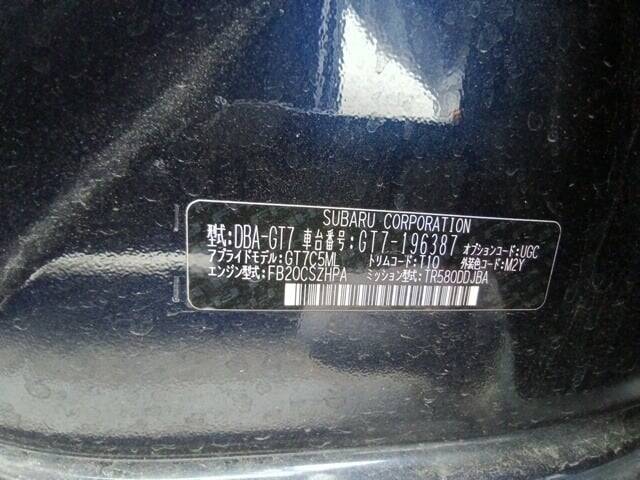 SUBARU CORPORATION
型式:DBA-GT7 車台番号:GT7-196387 オプションコード:UGC
アプライドモデル:GT7C5ML トリムコード:T10 外装色コード:M2Y
エンジン型式:FB20CSZHPA ミッション型式:TR580DDJBA